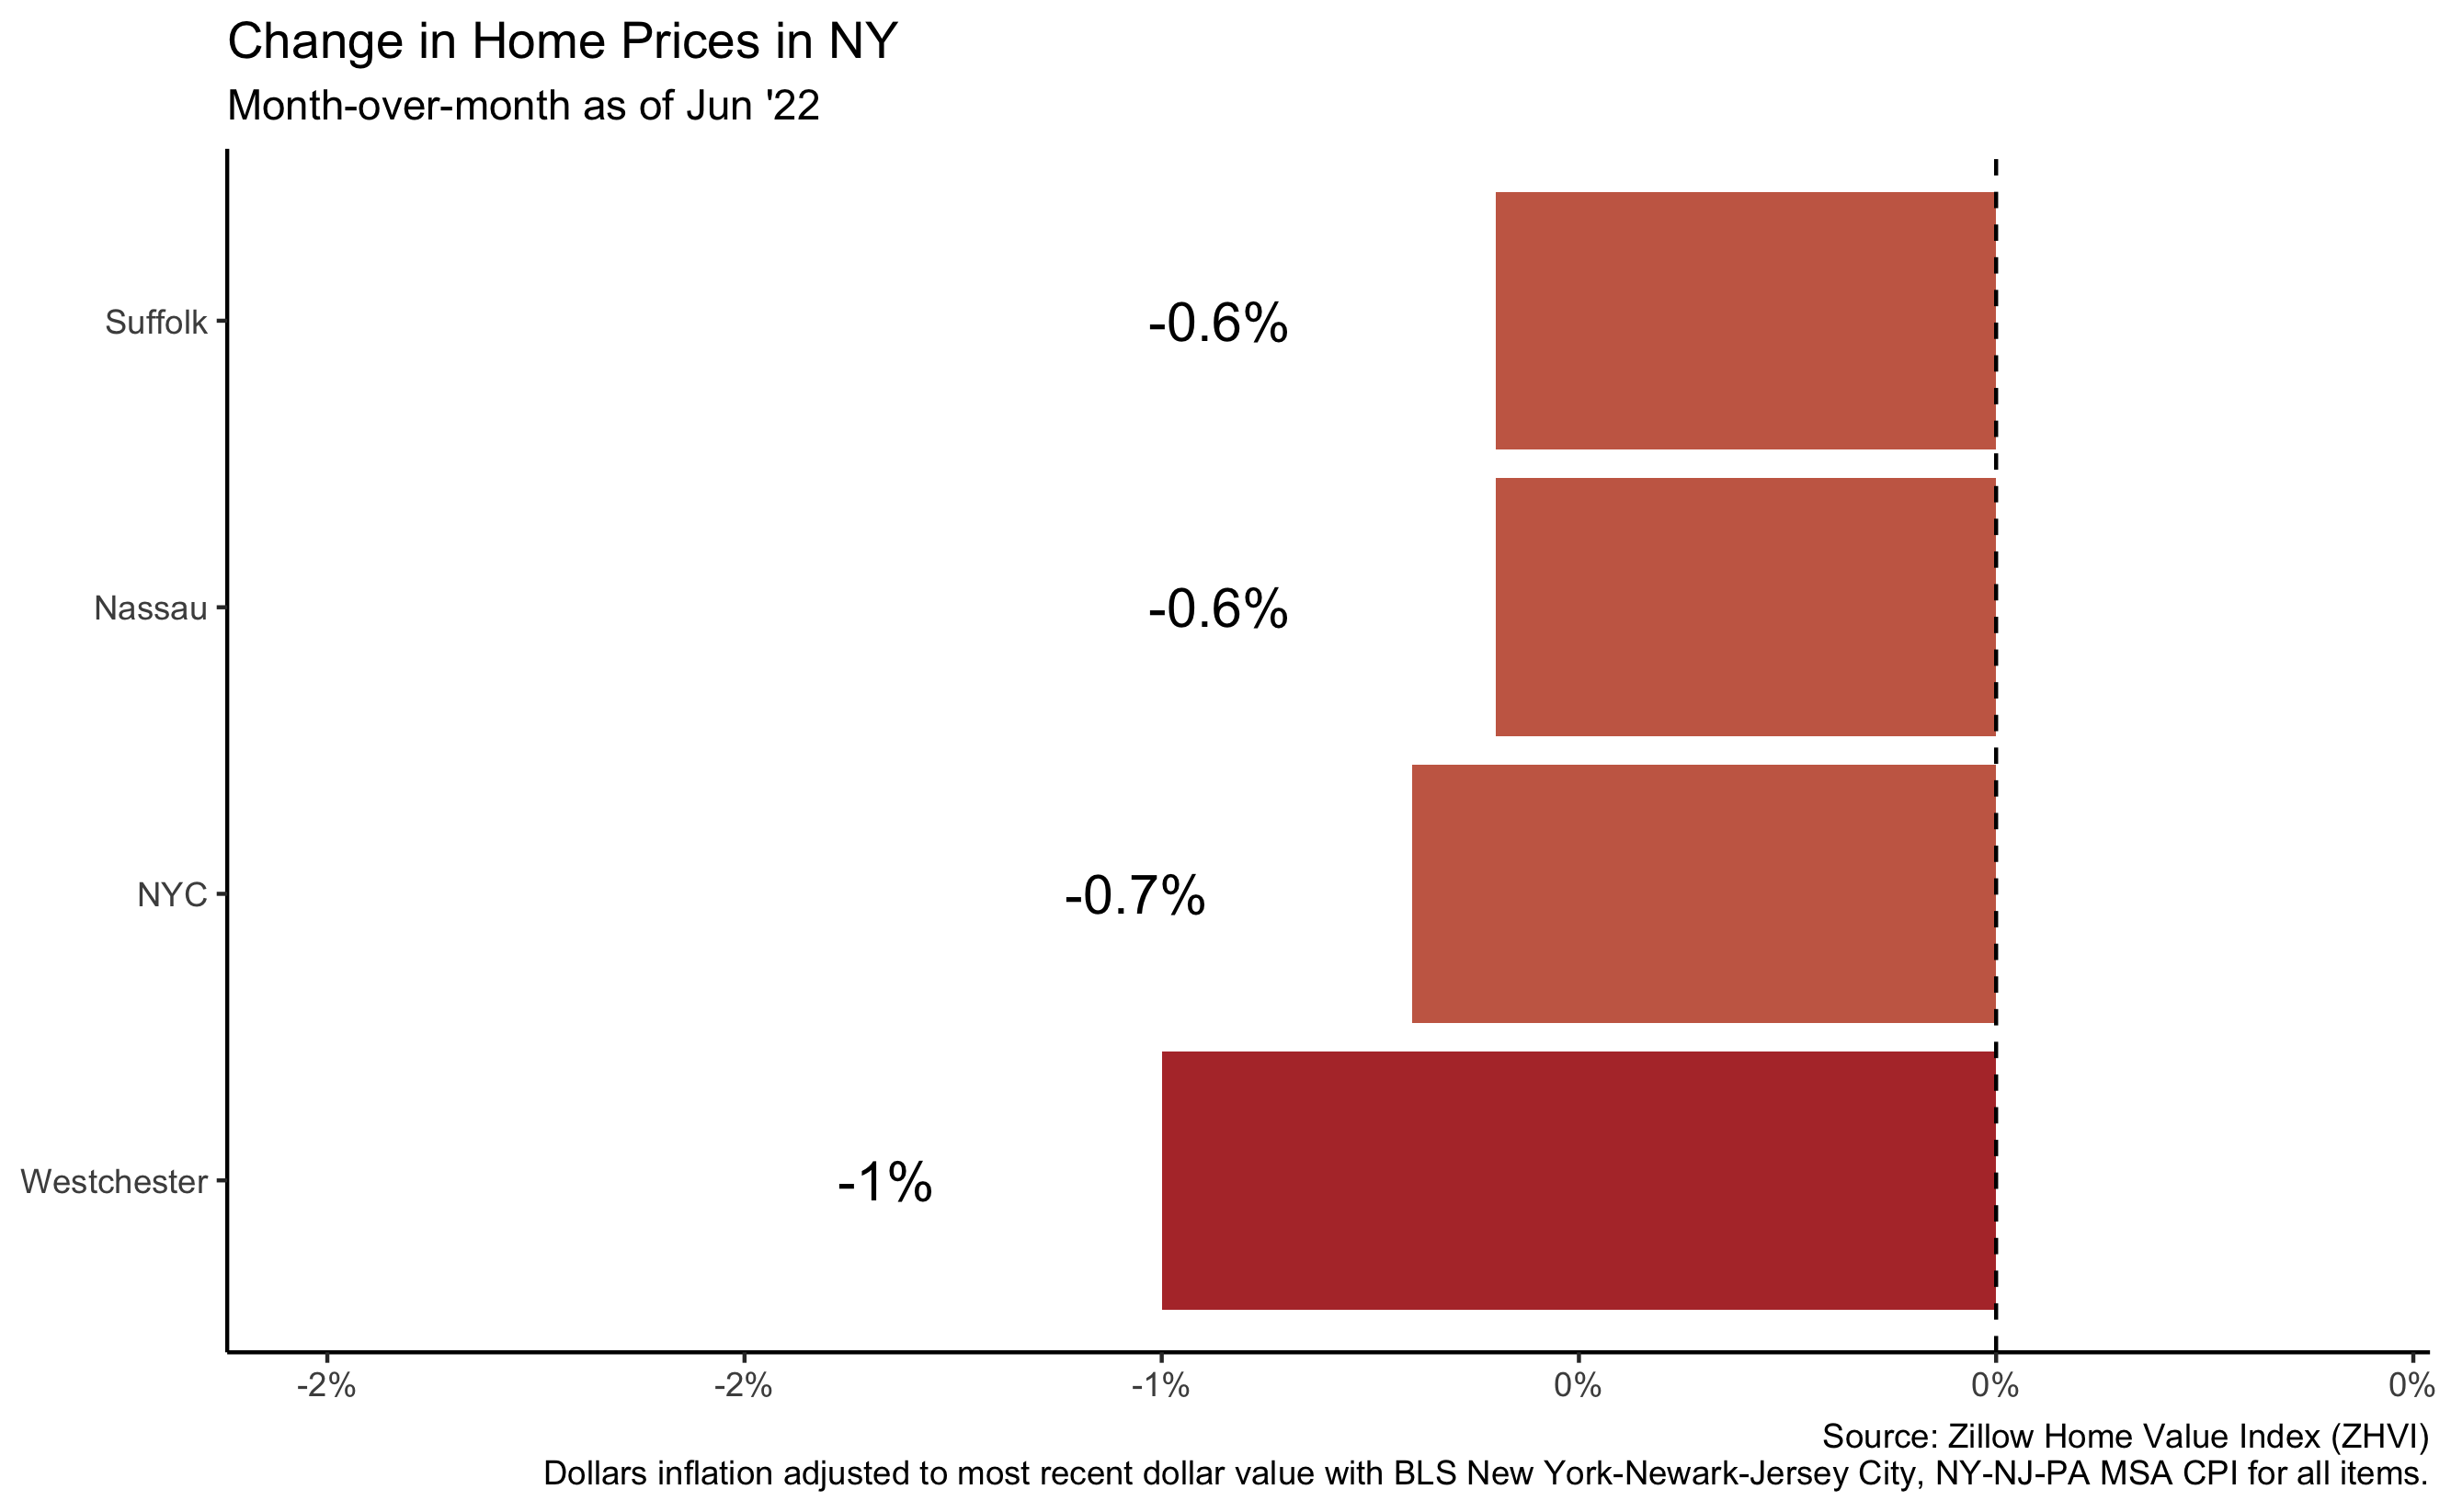 Change in Home Prices in NY
Month-over-month as of Jun '22
Suffolk
-0.6%
Nassau
-0.6%
NYC
-0.7%
Westchester
-1%
-2%
-2%
-1%
0%
0%
0%
Source: Zillow Home Value Index (ZHVI)
Dollars inflation adjusted to most recent dollar value with BLS New York-Newark-Jersey City, NY-NJ-PA MSA CPI for all items.